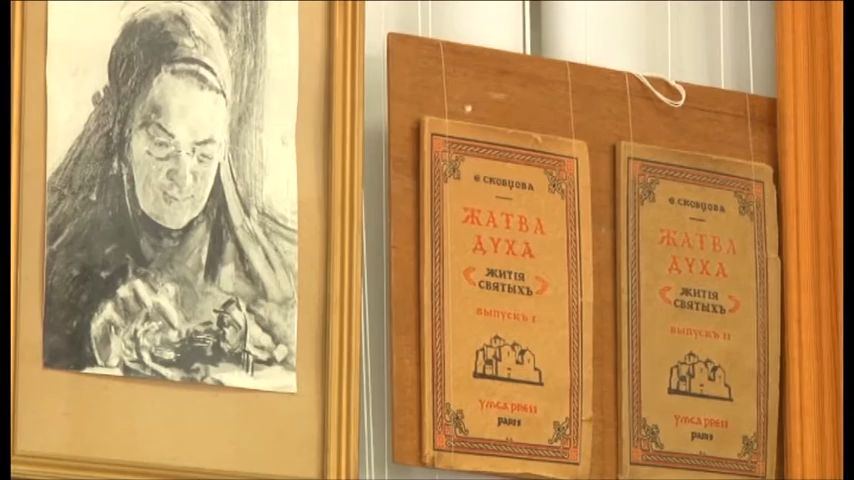 Ѳ. СКОБЦОВА
ЖАТВА
ДУХА
ЖИТІЯ
СВЯТЫХЪ
ВЫПУСКЪ I
YMCA PRESS
PARIS
Ѳ. СКОБЦОВА
ЖАТВА
ДУХА
ЖИТІЯ
СВЯТЫХЪ
ВЫПУСКЪ II
YMCA PRESS
PARIS